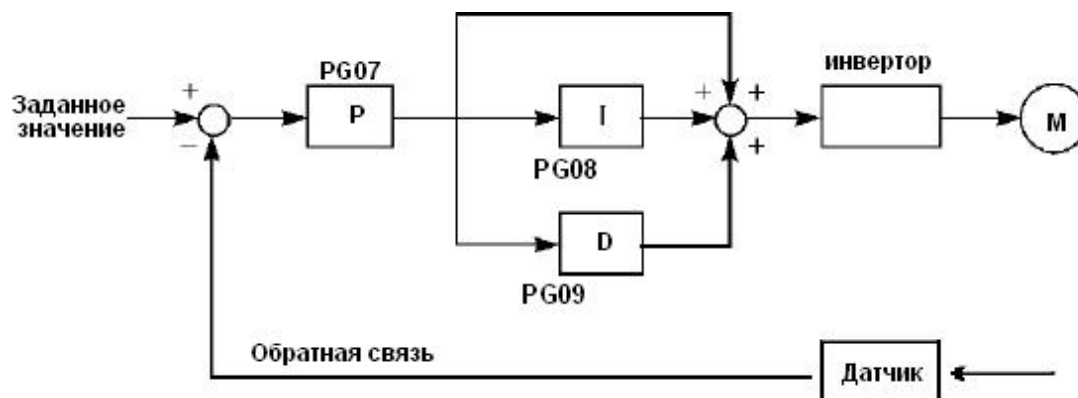 PG07
инвертор
Заданное
значение
+
−
P
I
+
+
+
M
PG08
D
PG09
Обратная связь
Датчик